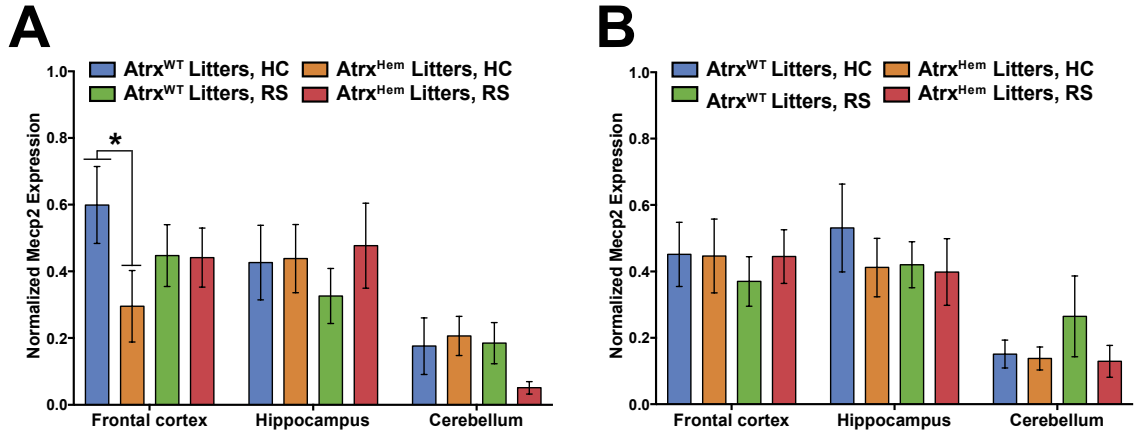 A
Atrx^WT Litters, HC
Atrx^Hem Litters, HC
Atrx^WT Litters, RS
Atrx^Hem Litters, RS
Normalized Mecp2 Expression
1.0
0.8
0.6
0.4
0.2
0.0
*
Frontal cortex
Hippocampus
Cerebellum
B
Atrx^WT Litters, HC
Atrx^Hem Litters, HC
Atrx^WT Litters, RS
Atrx^Hem Litters, RS
Normalized Mecp2 Expression
1.0
0.8
0.6
0.4
0.2
0.0
Frontal cortex
Hippocampus
Cerebellum